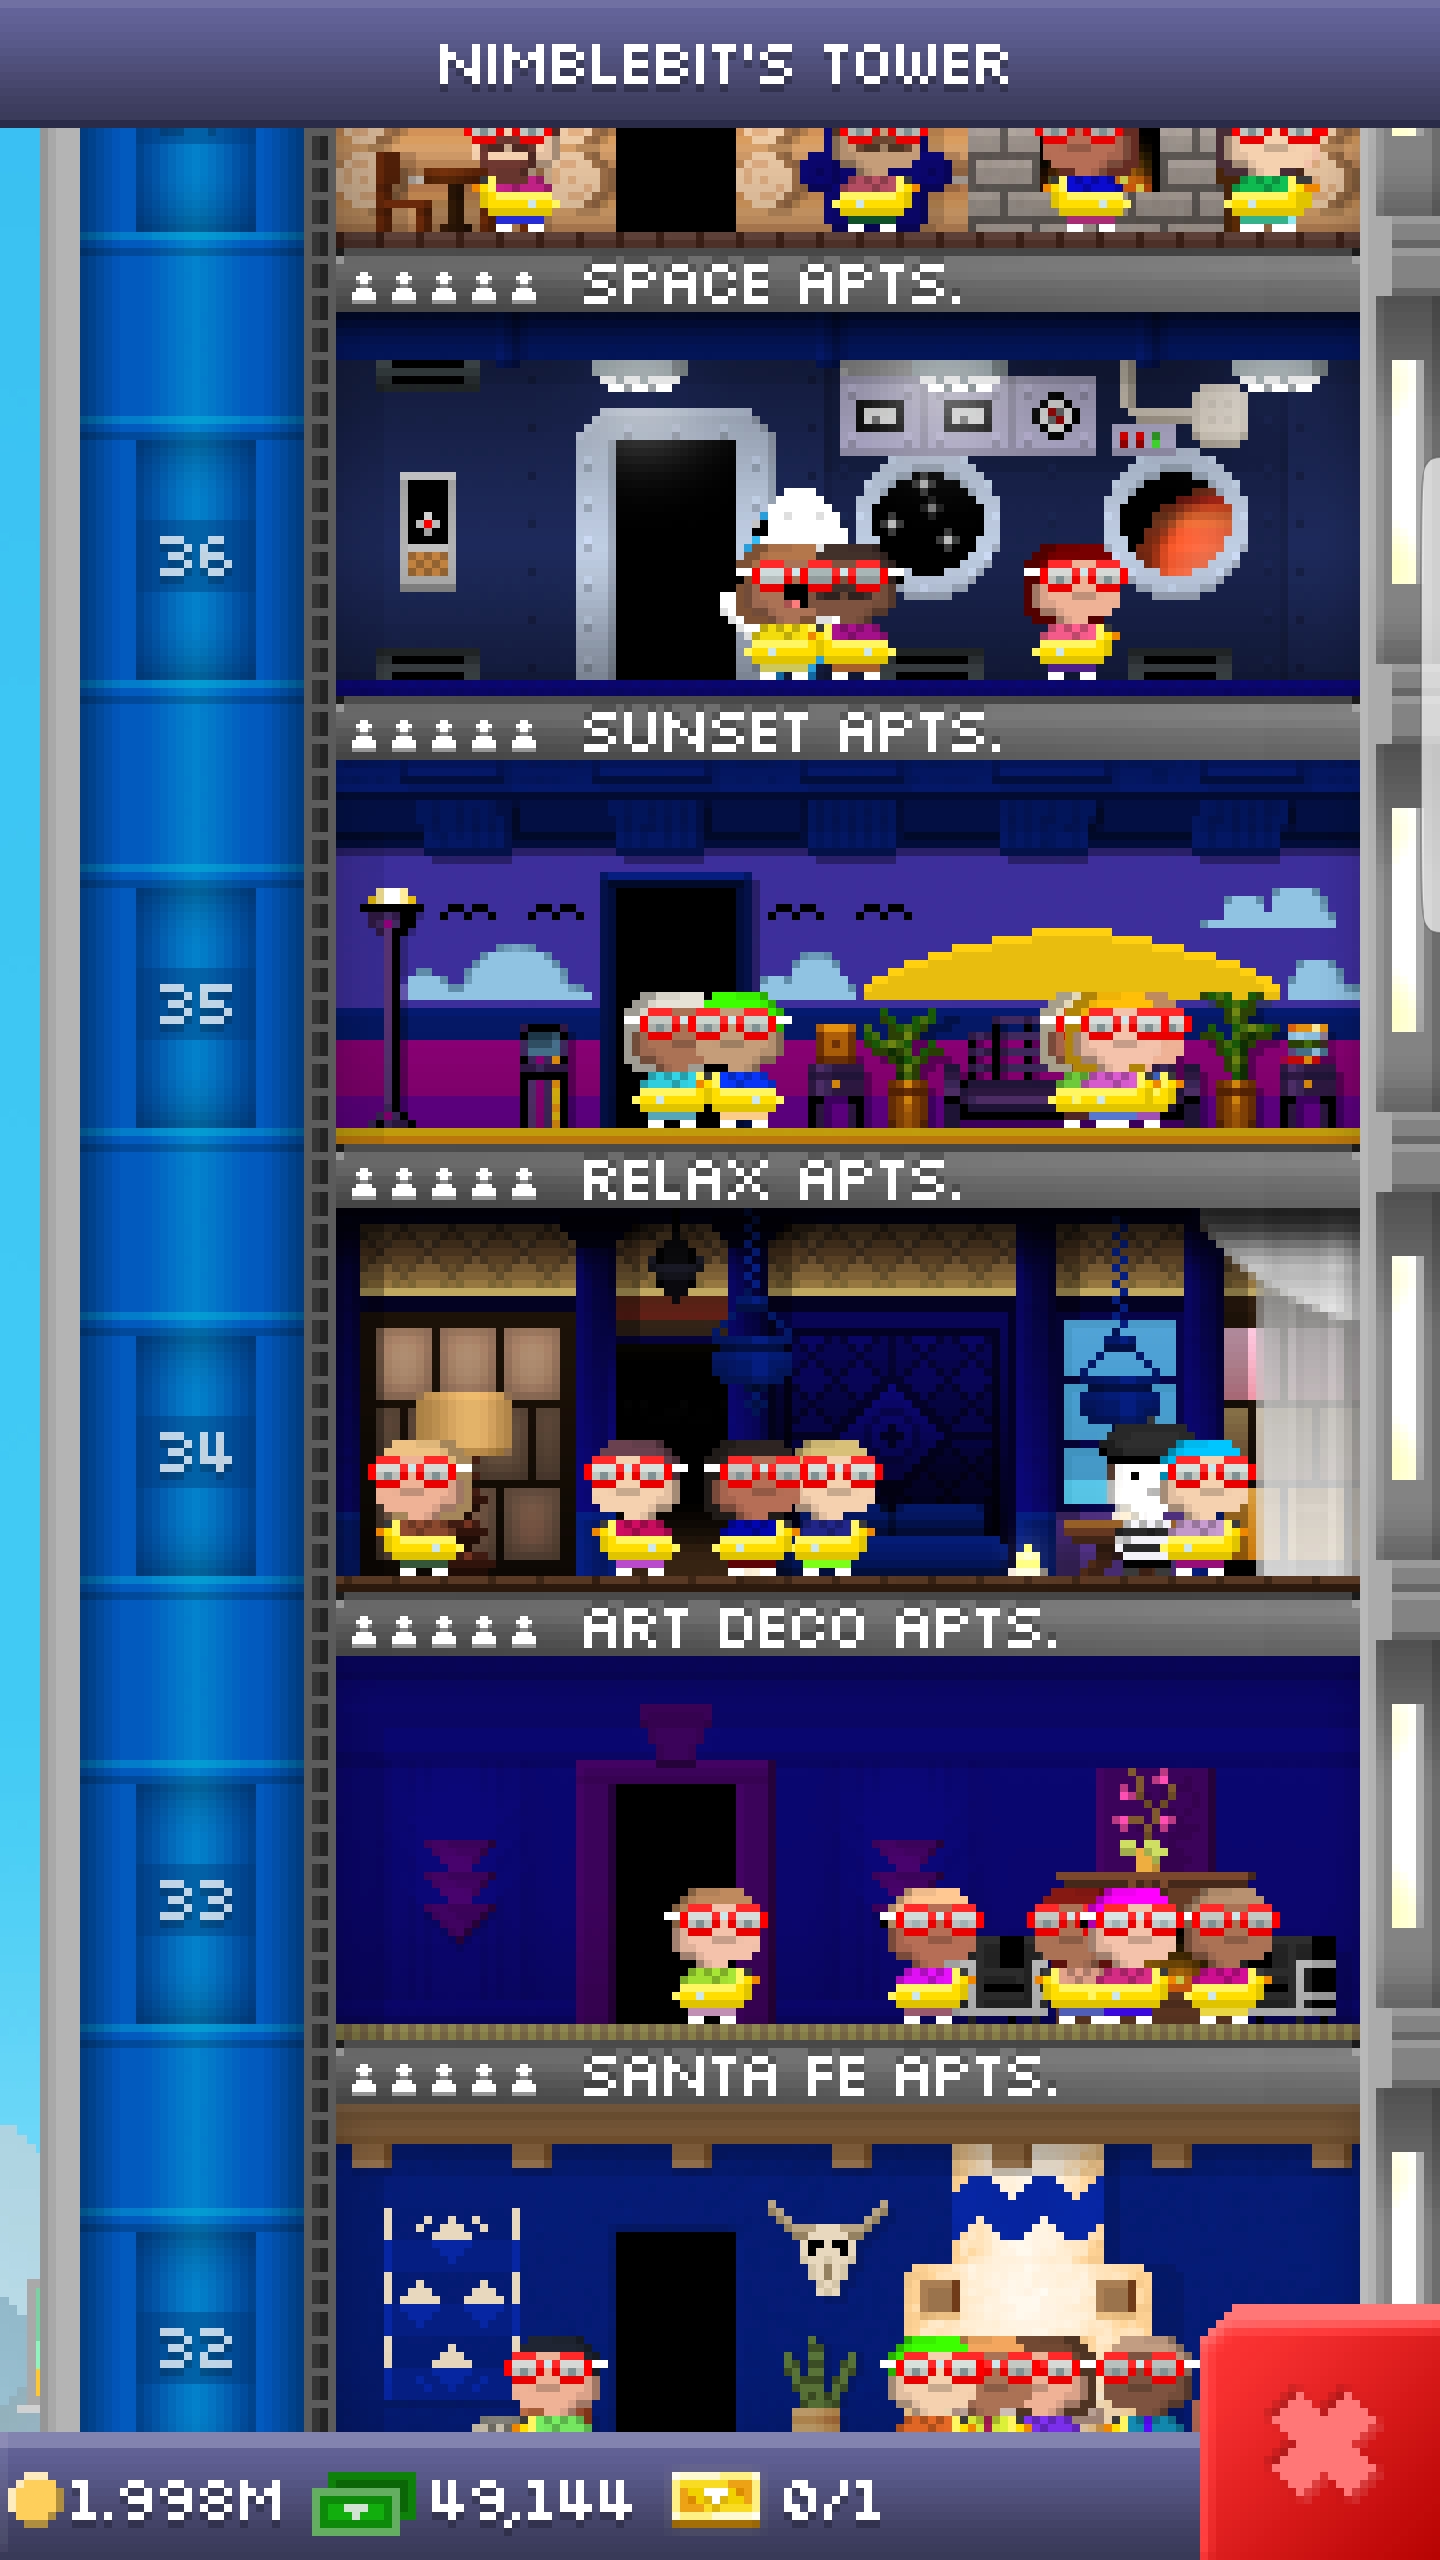 NIMBLEBIT'S TOWER
SPACE APTS.
36
SUNSET APTS.
35
RELAX APTS.
34
ART DECO APTS.
33
SANTA FE APTS.
32
1.998M 49,144 0/1